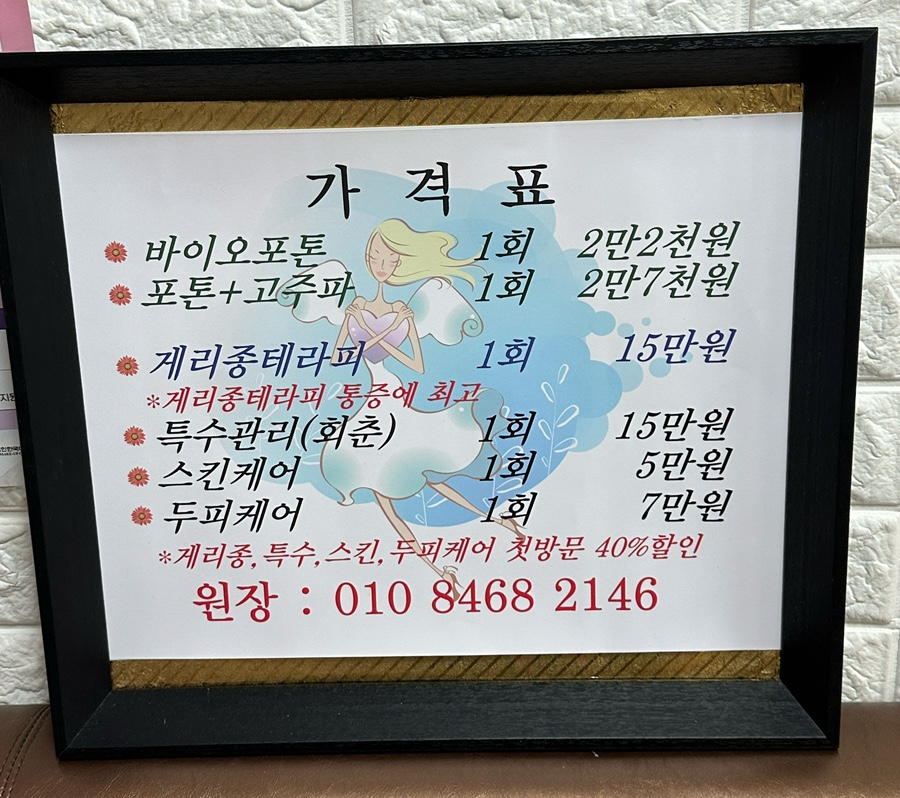 가 격 표
바이오포톤 1회 2만2천원
포톤+고주파 1회 2만7천원
게리종테라피 1회 15만원
*게리종테라피 통증에 최고
특수관리(회춘) 1회 15만원
스킨케어 1회 5만원
두피케어 1회 7만원
*게리종,특수,스킨,두피케어 첫방문 40%할인
원장 : 010 8468 2146